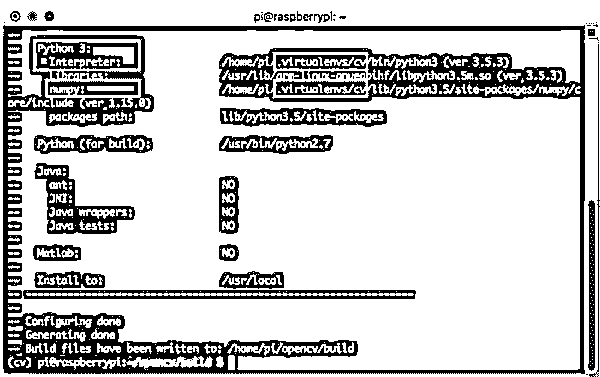 pi@raspberrypi: ~
-- Python 3:
-- Interpreter: /home/pi/.virtualenvs/cv/bin/python3 (ver 3.5.3)
-- Libraries: /usr/lib/arm-linux-gnueabihf/libpython3.5m.so (ver 3.5.3)
-- numpy: /home/pi/.virtualenvs/cv/lib/python3.5/site-packages/numpy/c
ore/include (ver 1.15.0)
-- packages path: lib/python3.5/site-packages
--
-- Python (for build): /usr/bin/python2.7
--
-- Java:
-- ant: NO
-- JNI: NO
-- Java wrappers: NO
-- Java tests: NO
--
-- Matlab: NO
--
-- Install to: /usr/local
-- -----------------------------------------------------------------
--
-- Configuring done
-- Generating done
-- Build files have been written to: /home/pi/opencv/build
(cv) pi@raspberrypi:~/opencv/build $